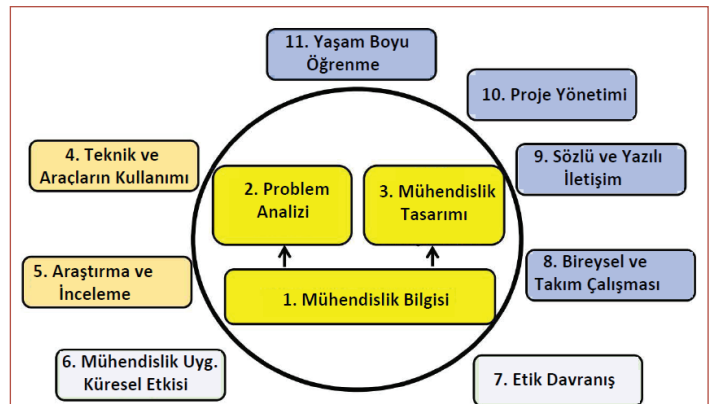 11. Yaşam Boyu
Öğrenme
10. Proje Yönetimi
4. Teknik ve
Araçların Kullanımı
9. Sözlü ve Yazılı
İletişim
2. Problem
Analizi
3. Mühendislik
Tasarımı
5. Araştırma ve
İnceleme
8. Bireysel ve
Takım Çalışması
1. Mühendislik Bilgisi
6. Mühendislik Uyg.
Küresel Etkisi
7. Etik Davranış